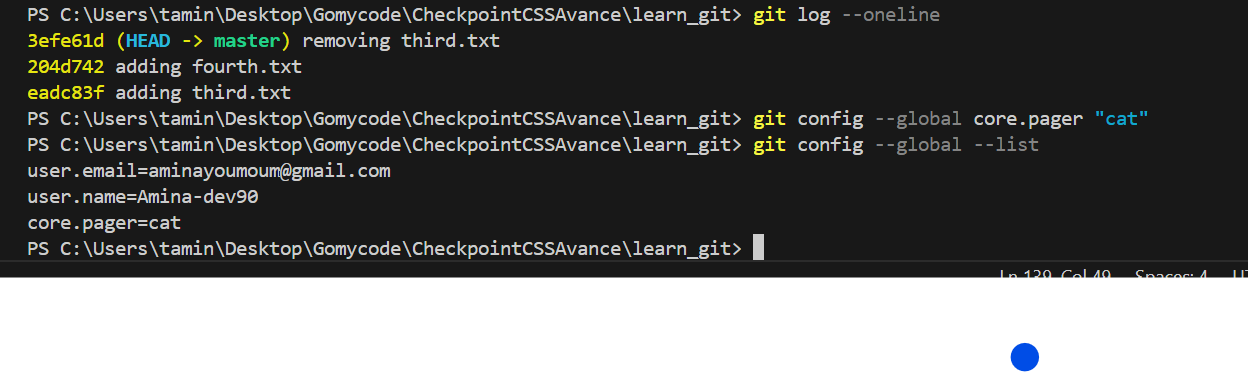 PS C:\Users\tamin\Desktop\Gomycode\CheckpointCSSAvance\learn_git> git log --oneline
3efe61d (HEAD -> master) removing third.txt
204d742 adding fourth.txt
eadc83f adding third.txt
PS C:\Users\tamin\Desktop\Gomycode\CheckpointCSSAvance\learn_git> git config --global core.pager "cat"
PS C:\Users\tamin\Desktop\Gomycode\CheckpointCSSAvance\learn_git> git config --global --list
user.email=aminayoumoum@gmail.com
user.name=Amina-dev90
core.pager=cat
PS C:\Users\tamin\Desktop\Gomycode\CheckpointCSSAvance\learn_git>
Ln 139, Col 49 Spaces: 4